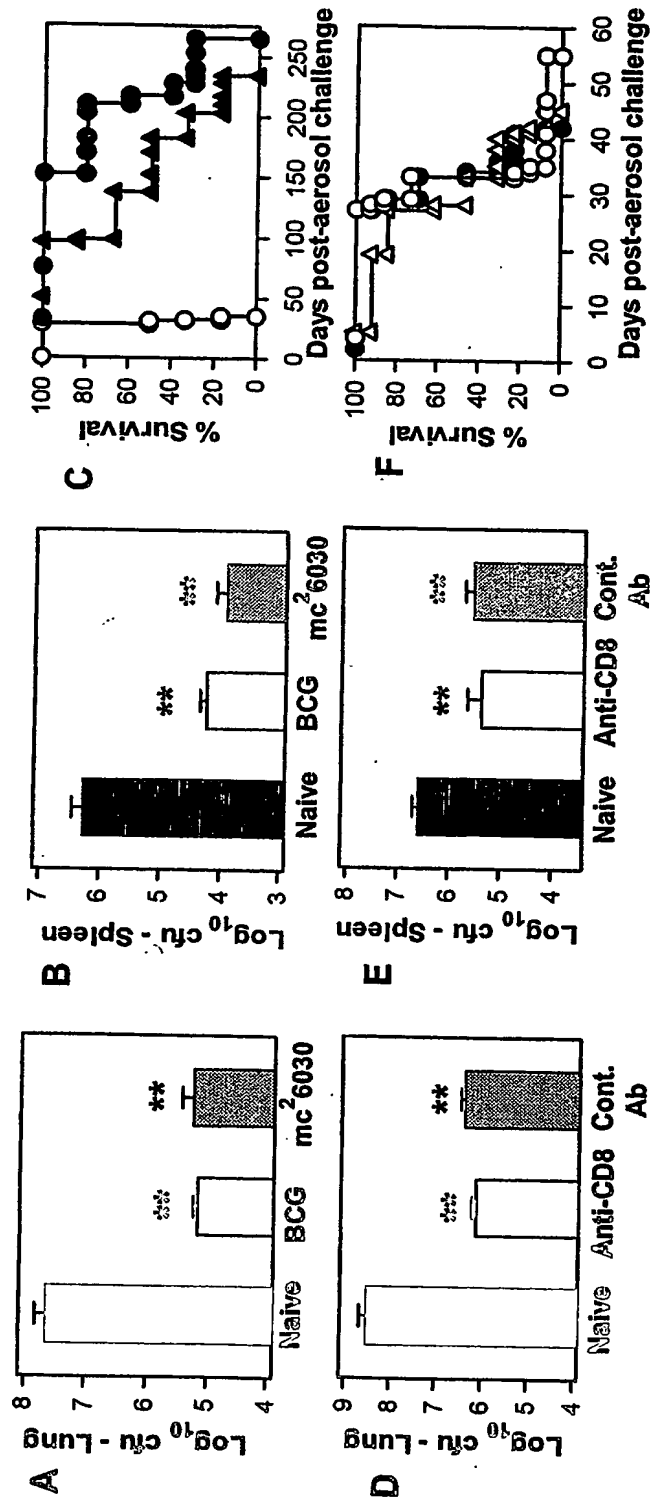 A
Log10 cfu - Lung
8
7
6
5
4
Naive
BCG
mc26030
**
**
B
Log10 cfu - Spleen
7
6
5
4
3
Naive
BCG
mc26030
**
**
C
% Survival
100
80
60
40
20
0
0
50
100
150
200
250
Days post-aerosol challenge
D
Log10 cfu - Lung
9
8
7
6
5
4
Naive
Anti-CD8
Cont.
Ab
**
**
E
Log10 cfu - Spleen
8
7
6
5
4
Naive
Anti-CD8
Cont.
Ab
**
**
F
% Survival
100
80
60
40
20
0
0
10
20
30
40
50
60
Days post-aerosol challenge